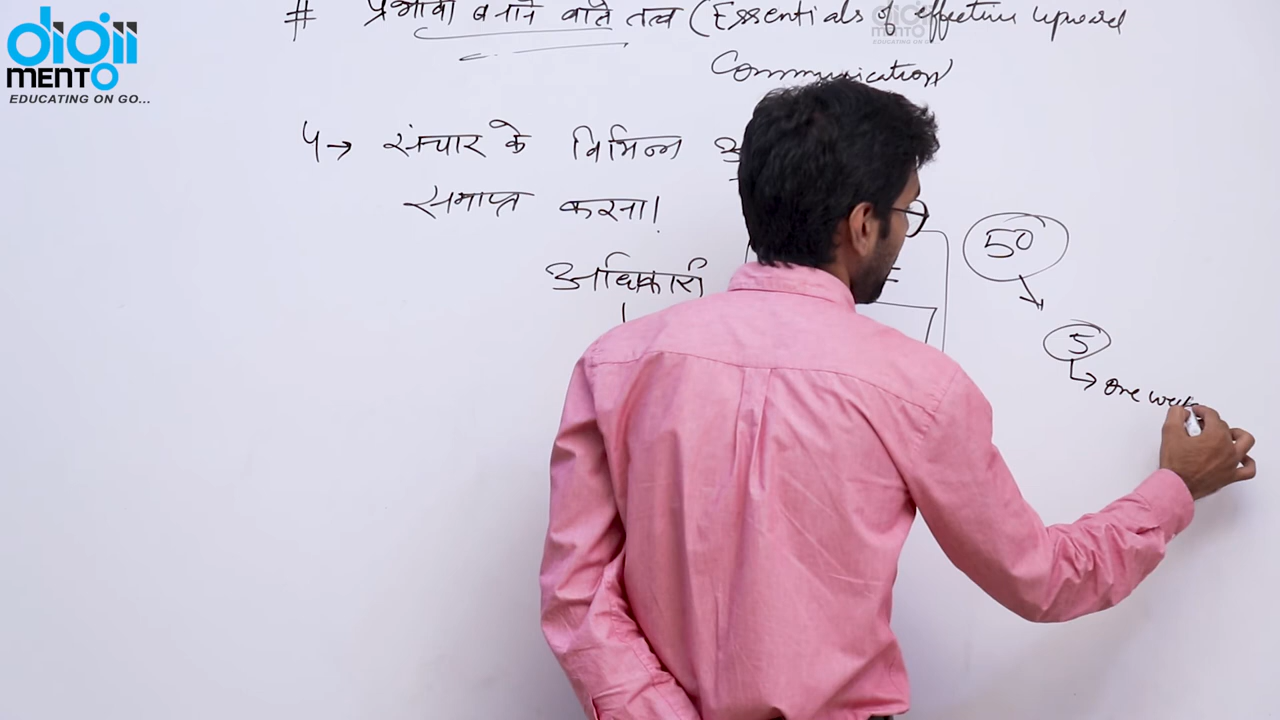 digii
MENTO
EDUCATING ON GO...
# प्रभावी बनाने वाले तत्व (Essentials of effective upward
Communication)
4 → संचार के विभिन्न
समाप्त करना।
अधिकारी
50
5
one week